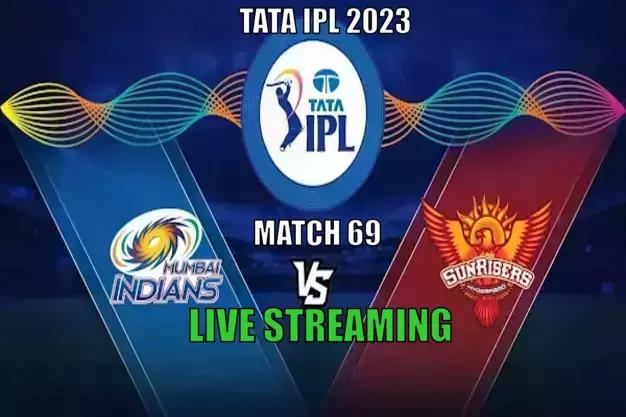 TATA IPL 2023
TATA
IPL
MATCH 69
MUMBAI
INDIANS
VS
SUNRISERS
HYDERABAD
LIVE STREAMING